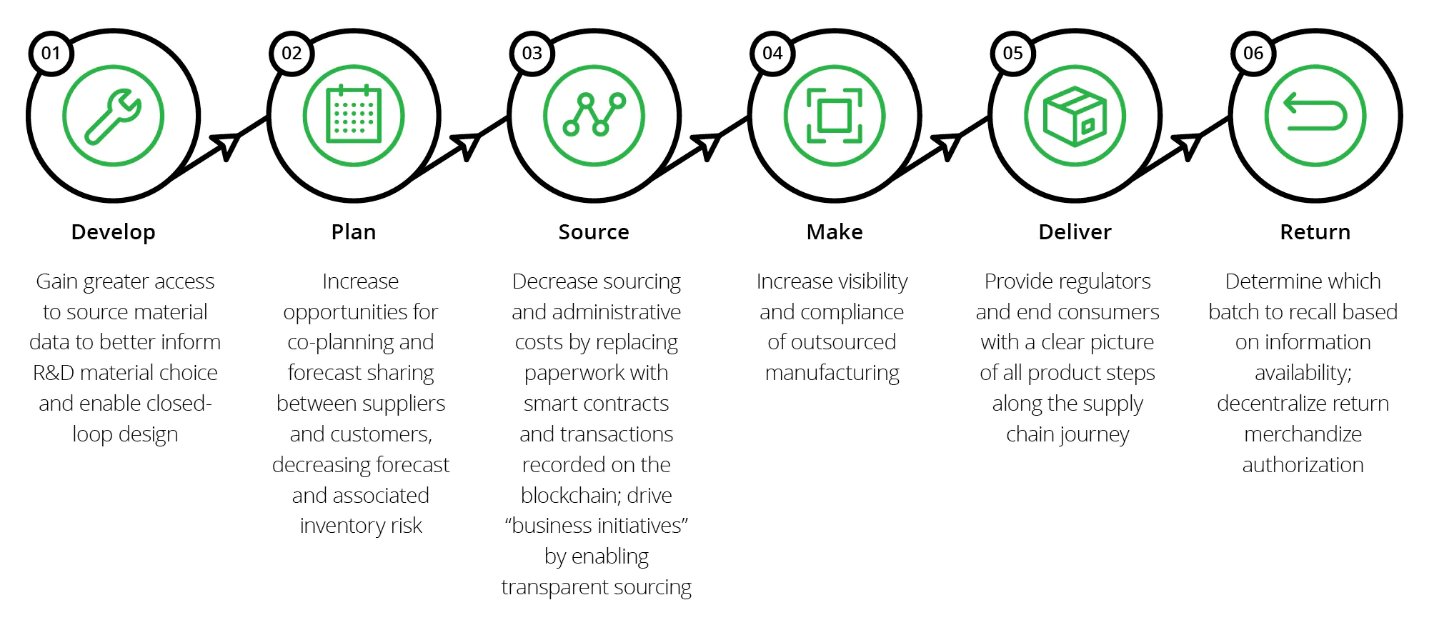 01
Develop
Gain greater access
to source material
data to better inform
R&D material choice
and enable closed-
loop design
02
Plan
Increase
opportunities for
co-planning and
forecast sharing
between suppliers
and customers,
decreasing forecast
and associated
inventory risk
03
Source
Decrease sourcing
and administrative
costs by replacing
paperwork with
smart contracts
and transactions
recorded on the
blockchain; drive
“business initiatives”
by enabling
transparent sourcing
04
Make
Increase visibility
and compliance
of outsourced
manufacturing
05
Deliver
Provide regulators
and end consumers
with a clear picture
of all product steps
along the supply
chain journey
06
Return
Determine which
batch to recall based
on information
availability;
decentralize return
merchandize
authorization